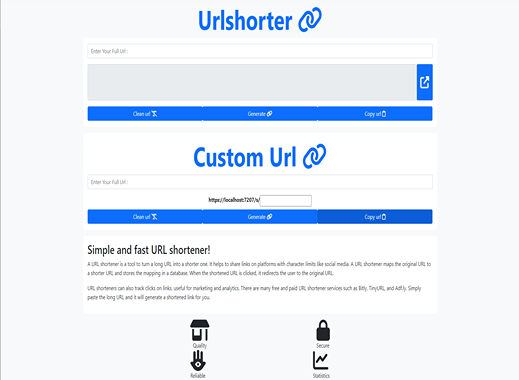 Urlshorter
Enter Your Full Url :
Clean url
Generate
Copy url
Custom Url
Enter Your Full Url :
https://localhost:7207/s/
Clean url
Generate
Copy url
Simple and fast URL shortener!
A URL shortener is a tool to turn a long URL into a shorter one. It helps to share links on platforms with character limits like social media. A URL shortener maps the original URL to
a shorter URL and stores the mapping in a database. When the shortened URL is clicked, it redirects the user to the original URL.
URL shorteners can also track clicks on links, useful for marketing and analytics. There are many free and paid URL shortener services such as Bitly, TinyURL, and Adf.ly. Simply
paste the long URL and it will generate a shortened link for you.
Quality
Secure
Reliable
Statistics